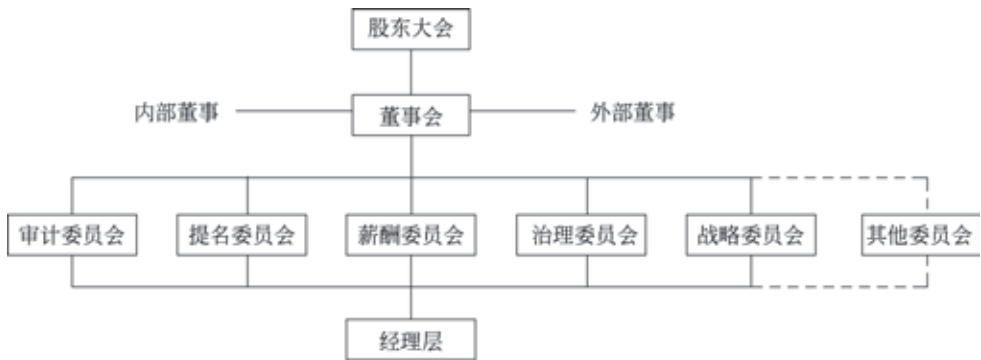 股东大会
内部董事
董事会
外部董事
审计委员会
提名委员会
薪酬委员会
治理委员会
战略委员会
其他委员会
经理层